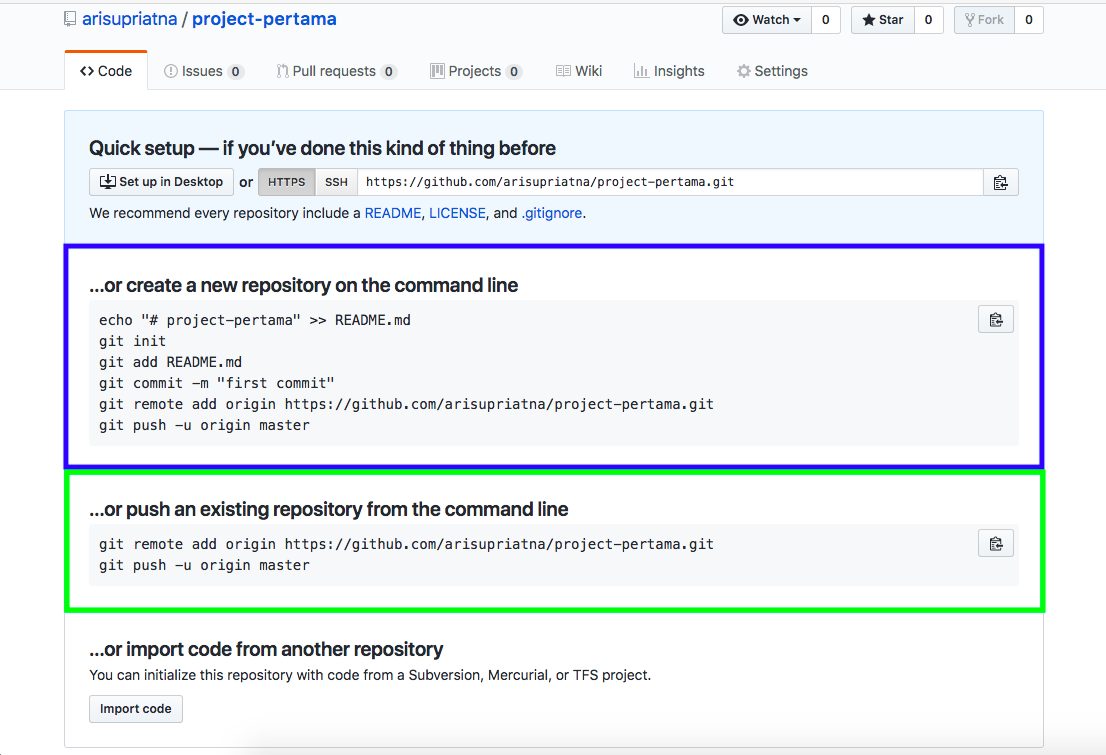 arisupriatna / project-pertama
Watch 0 Star 0 Fork 0
Code Issues 0 Pull requests 0 Projects 0 Wiki Insights Settings
Quick setup — if you’ve done this kind of thing before
Set up in Desktop or HTTPS SSH https://github.com/arisupriatna/project-pertama.git
We recommend every repository include a README, LICENSE, and .gitignore.
…or create a new repository on the command line
echo "# project-pertama" >> README.md
git init
git add README.md
git commit -m "first commit"
git remote add origin https://github.com/arisupriatna/project-pertama.git
git push -u origin master
…or push an existing repository from the command line
git remote add origin https://github.com/arisupriatna/project-pertama.git
git push -u origin master
…or import code from another repository
You can initialize this repository with code from a Subversion, Mercurial, or TFS project.
Import code